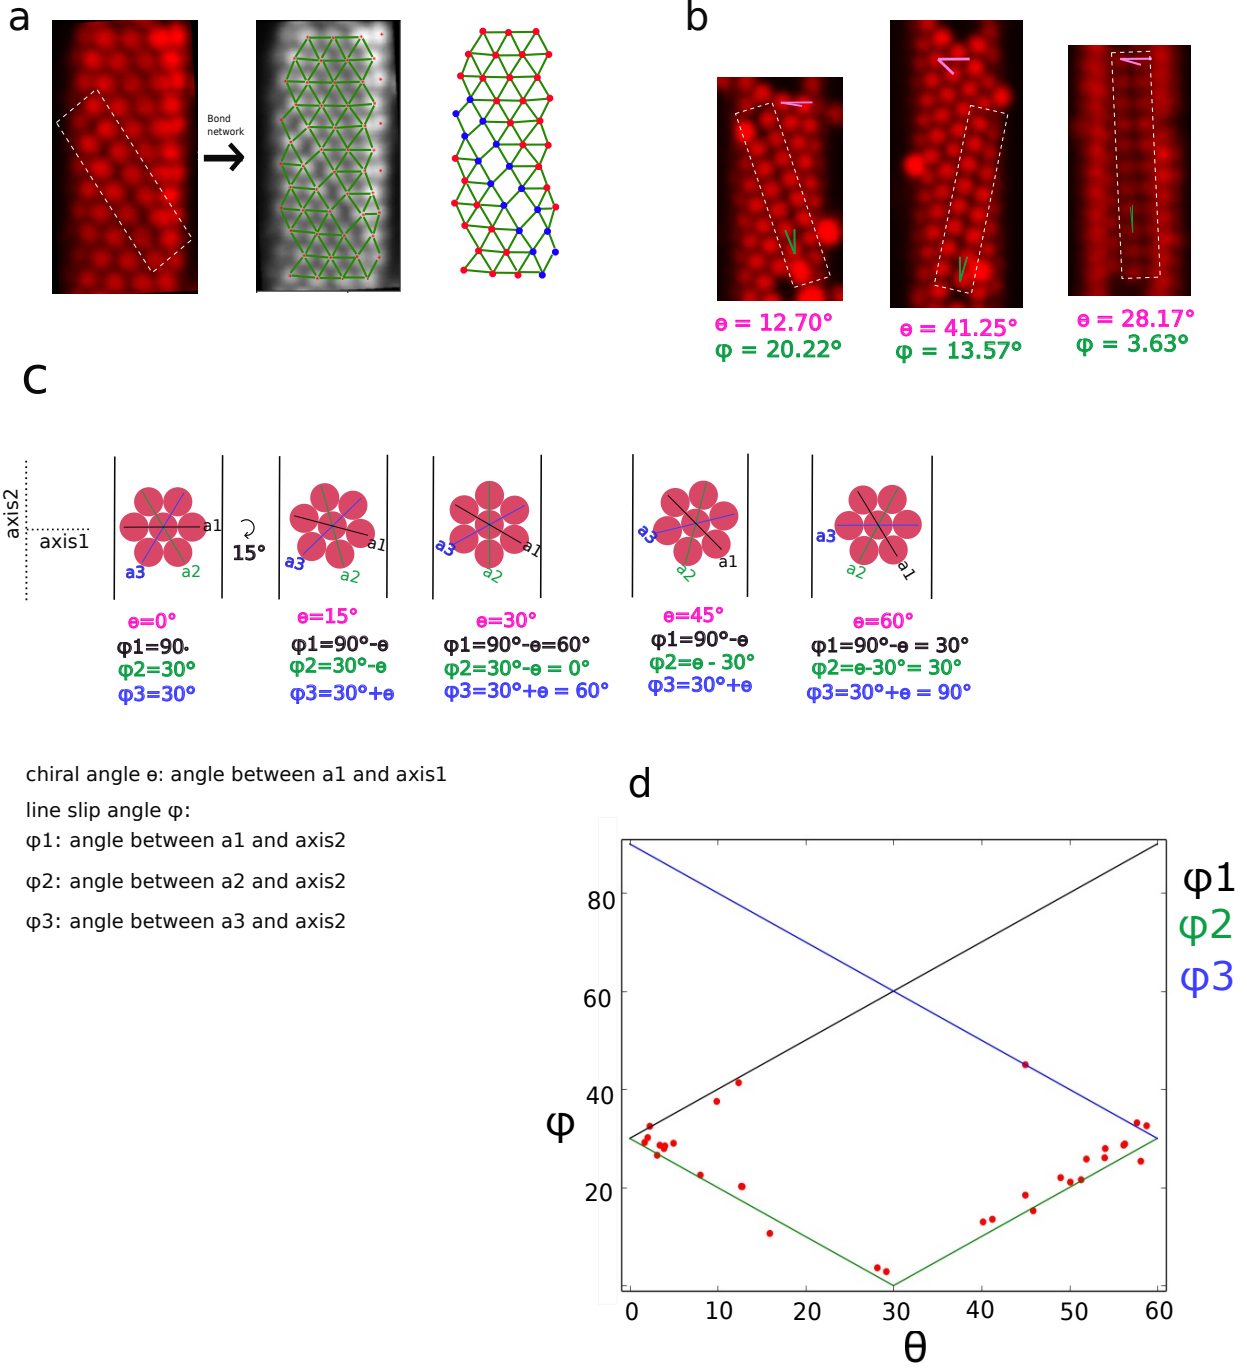 a
b
Bond
network
ɵ = 12.70°
φ = 20.22°
ɵ = 41.25°
φ = 13.57°
ɵ = 28.17°
φ = 3.63°
c
axis2
axis1
a1
a3
a2
15°
a1
a3
a2
a1
a3
a2
a3
a1
a2
a3
a2
a1
ɵ=0°
φ1=90.
φ2=30°
φ3=30°
ɵ=15°
φ1=90°-ɵ
φ2=30°-ɵ
φ3=30°+ɵ
ɵ=30°
φ1=90°-ɵ=60°
φ2=30°-ɵ = 0°
φ3=30°+ɵ = 60°
ɵ=45°
φ1=90°-ɵ
φ2=ɵ - 30°
φ3=30°+ɵ
ɵ=60°
φ1=90°-ɵ = 30°
φ2=ɵ-30°= 30°
φ3=30°+ɵ = 90°
chiral angle ɵ: angle between a1 and axis1
line slip angle φ:
φ1: angle between a1 and axis2
φ2: angle between a2 and axis2
φ3: angle between a3 and axis2
d
φ1
φ2
φ3
80
60
40
20
φ
0 10 20 30 40 50 60
θ